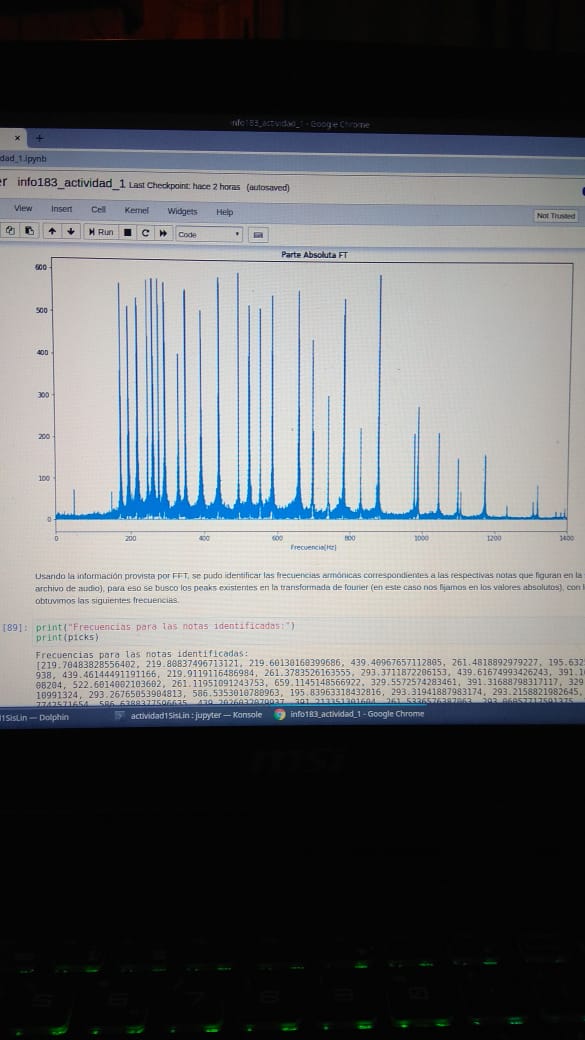 info183_actividad_1 - Google Chrome
× +
dad_1.ipynb
er info183_actividad_1 Last Checkpoint: hace 2 horas (autosaved)
View Insert Cell Kernel Widgets Help
Not Trusted
Run Code
Parte Absoluta FT
600
500
400
300
200
100
0
0 200 400 600 800 1000 1200 1400
Frecuencia[Hz]
Usando la información provista por FFT, se pudo identificar las frecuencias armónicas correspondientes a las respectivas notas que figuran en la
archivo de audio), para eso se busco los peaks existentes en la transformada de fourier (en este caso nos fijamos en los valores absolutos), con
obtuvimos las siguientes frecuencias.
[89]: print("Frecuencias para las notas identificadas:")
print(picks)
Frecuencias para las notas identificadas:
[219.70483828556402, 219.80837496713121, 219.60130160399686, 439.40967657112805, 261.4818892979227, 195.632
938, 439.46144491191166, 219.9119116486984, 261.3783526163555, 293.3711872206153, 439.61674993426243, 391.1
08204, 522.6014002103602, 261.11951091243753, 659.1145148566922, 329.5572574283461, 391.3168879831717, 329
10991324, 293.26765053904813, 586.5353010780963, 195.83963318432816, 293.31941887983174, 293.2158821982645,
1SisLin — Dolphin
actividad1SisLin : jupyter — Konsole
info183_actividad_1 - Google Chrome
msi